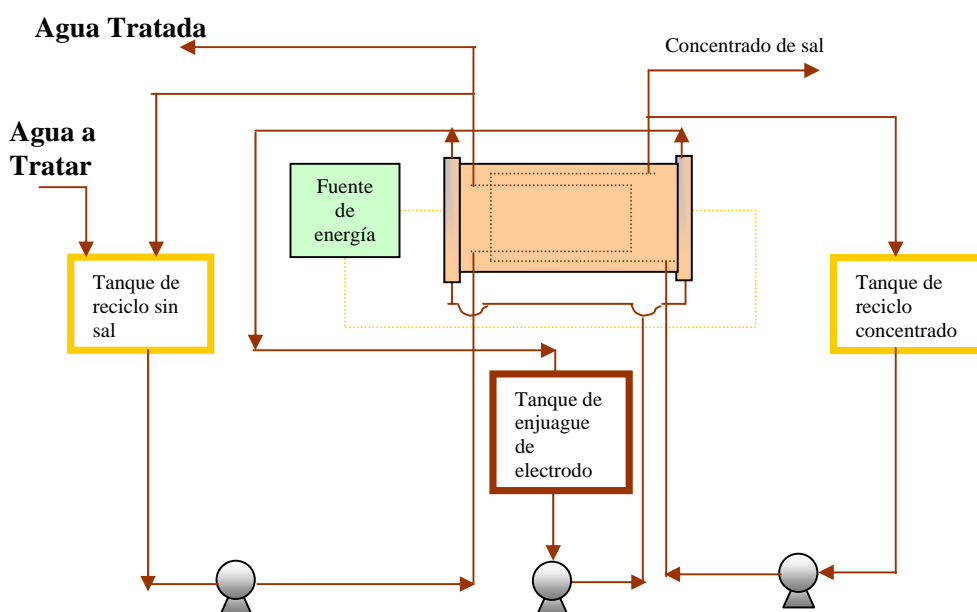 Agua Tratada
Concentrado de sal
Agua a
Tratar
Fuente
de
energía
Tanque de
reciclo sin
sal
Tanque de
reciclo
concentrado
Tanque de
enjuague
de
electrodo